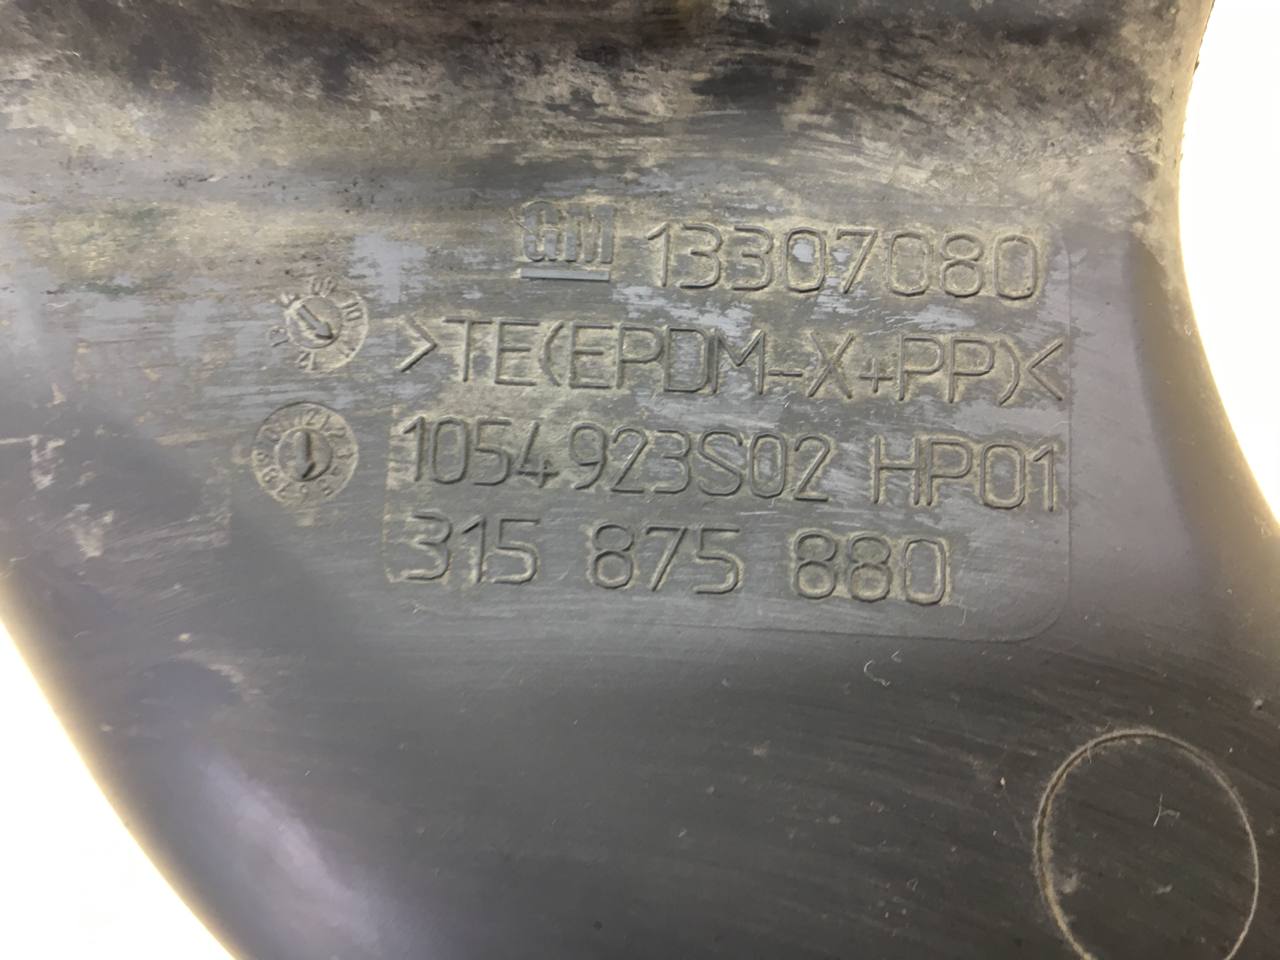 GM 13307080
>TE(EPDM-X+PP)<
1054923S02 HP01
315 875 880